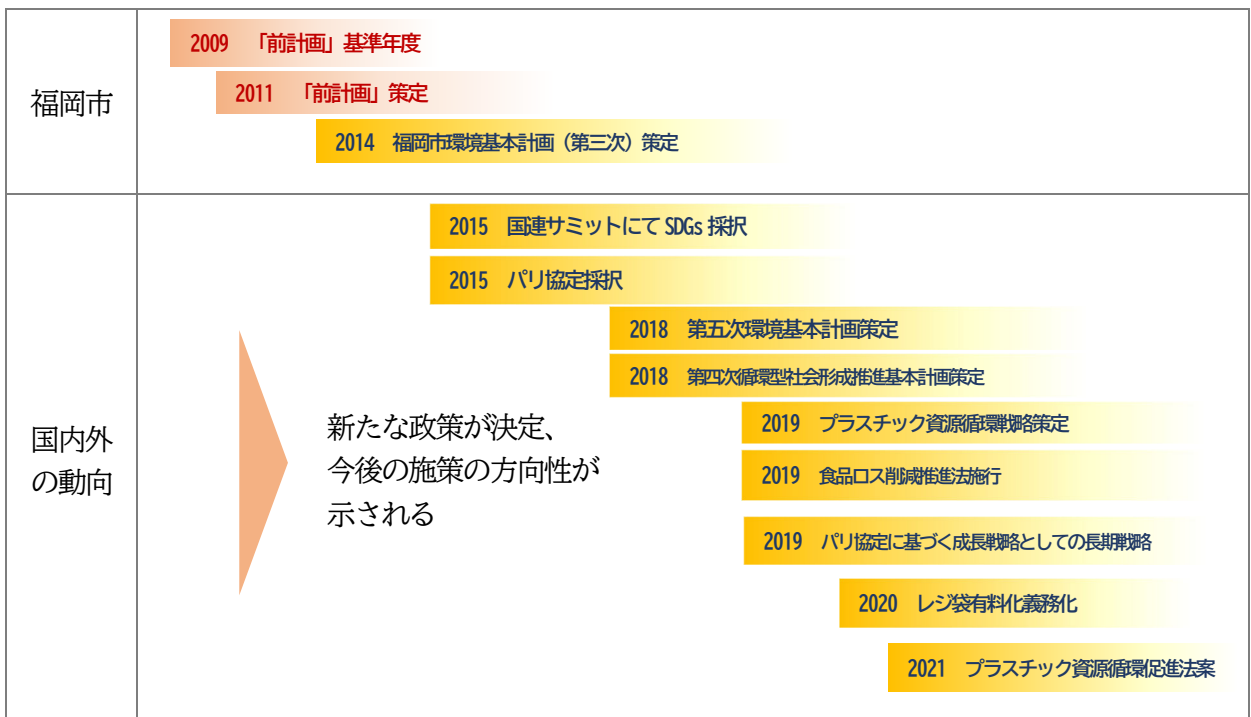 福岡市
2009 「前計画」基準年度
2011 「前計画」策定
2014 福岡市環境基本計画（第三次）策定
国内外
の動向
2015 国連サミットにて SDGs 採択
2015 パリ協定採択
2018 第五次環境基本計画策定
2018 第四次循環型社会形成推進基本計画策定
新たな政策が決定、
今後の施策の方向性が
示される
2019 プラスチック資源循環戦略策定
2019 食品ロス削減推進法施行
2019 パリ協定に基づく成長戦略としての長期戦略
2020 レジ袋有料化義務化
2021 プラスチック資源循環促進法案